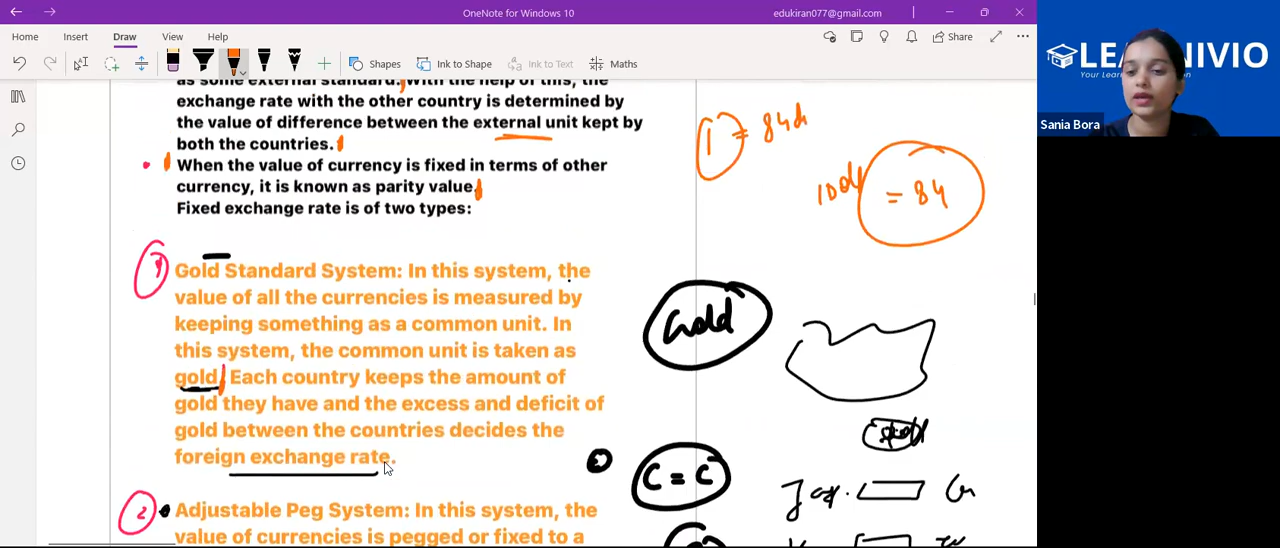 OneNote for Windows 10
edukiran077@gmail.com
Home Insert Draw View Help
Share
Shapes Ink to Shape Ink to Text Maths
as some external standard. With the help of this, the
exchange rate with the other country is determined by
the value of difference between the external unit kept by
both the countries.
When the value of currency is fixed in terms of other
currency, it is known as parity value.
Fixed exchange rate is of two types:
1 = 84
= 84
Gold Standard System: In this system, the
value of all the currencies is measured by
keeping something as a common unit. In
this system, the common unit is taken as
gold. Each country keeps the amount of
gold they have and the excess and deficit of
gold between the countries decides the
foreign exchange rate.
Gold
C = C
2
Adjustable Peg System: In this system, the
value of currencies is pegged or fixed to a
LEARNIVIO
Sania Bora